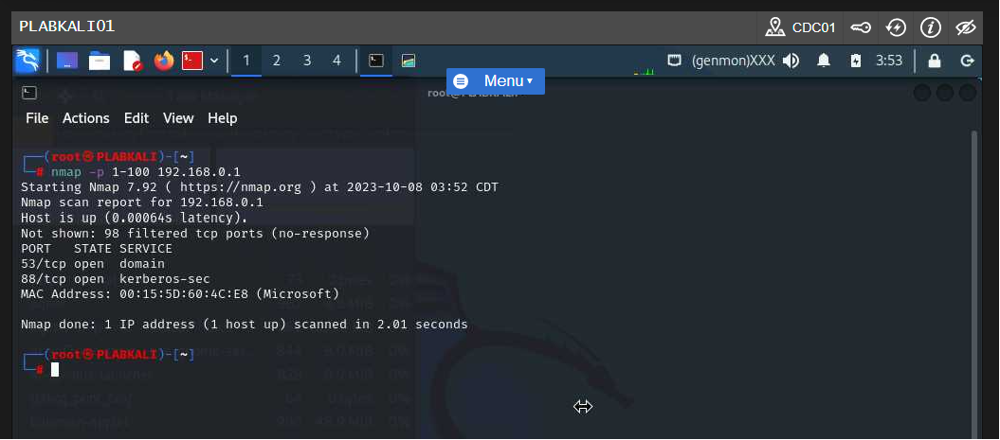 PLABKALI01
CDC01
1 2 3 4
(genmon)XXX
3:53
Menu
File Actions Edit View Help
┌──(root㉿PLABKALI)-[~]
└─# nmap -p 1-100 192.168.0.1
Starting Nmap 7.92 ( https://nmap.org ) at 2023-10-08 03:52 CDT
Nmap scan report for 192.168.0.1
Host is up (0.00064s latency).
Not shown: 98 filtered tcp ports (no-response)
PORT   STATE SERVICE
53/tcp open  domain
88/tcp open  kerberos-sec
MAC Address: 00:15:5D:60:4C:E8 (Microsoft)
Nmap done: 1 IP address (1 host up) scanned in 2.01 seconds
┌──(root㉿PLABKALI)-[~]
└─#